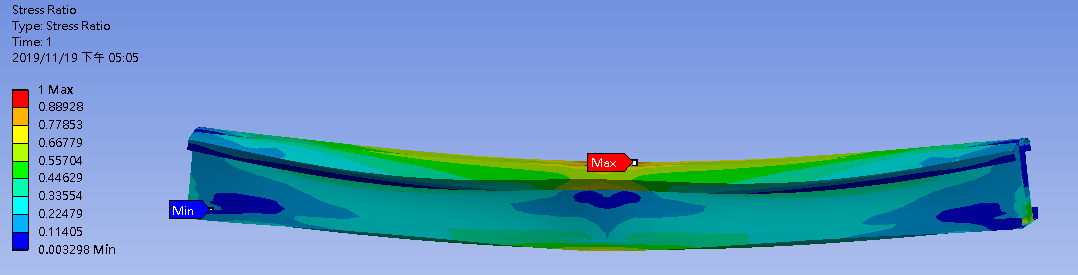 Stress Ratio
Type: Stress Ratio
Time: 1
2019/11/19 下午 05:05
1 Max
0.88928
0.77853
0.66779
0.55704
0.44629
0.33554
0.22479
0.11405
0.003298 Min
Max
Min